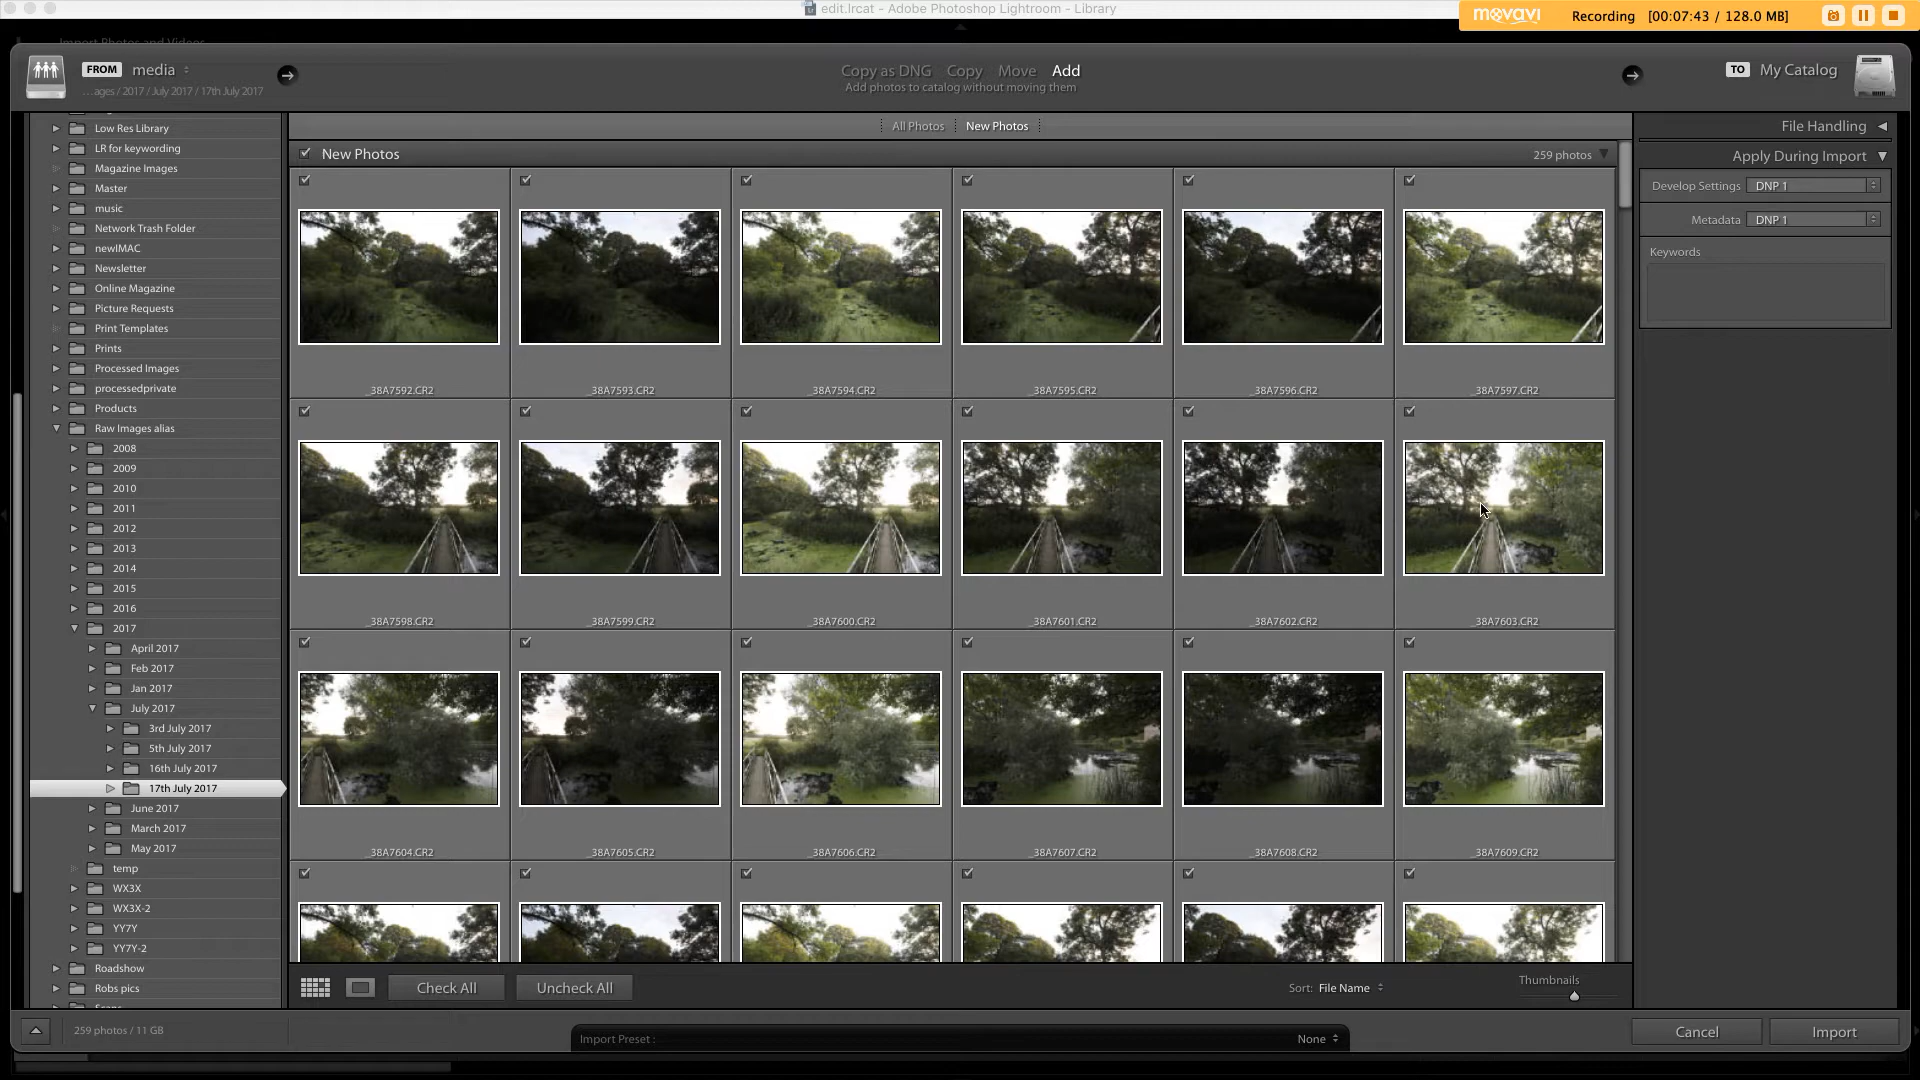 edit.lrcat - Adobe Photoshop Lightroom - Library
movavi
Recording [00:07:43 / 128.0 MB]
Import Photos and Videos
FROM media
...ages / 2017 / July 2017 / 17th July 2017
Copy as DNG Copy Move Add
Add photos to catalog without moving them
TO My Catalog
Low Res Library
LR for keywording
Magazine Images
Master
music
Network Trash Folder
newIMAC
Newsletter
Online Magazine
Picture Requests
Print Templates
Prints
Processed Images
processedprivate
Products
Raw Images alias
2008
2009
2010
2011
2012
2013
2014
2015
2016
2017
April 2017
Feb 2017
Jan 2017
July 2017
3rd July 2017
5th July 2017
16th July 2017
17th July 2017
June 2017
March 2017
May 2017
temp
WX3X
WX3X-2
YY7Y
YY7Y-2
Roadshow
Robs pics
All Photos New Photos
New Photos 259 photos
_38A7592.CR2 _38A7593.CR2 _38A7594.CR2 _38A7595.CR2 _38A7596.CR2 _38A7597.CR2
_38A7598.CR2 _38A7599.CR2 _38A7600.CR2 _38A7601.CR2 _38A7602.CR2 _38A7603.CR2
_38A7604.CR2 _38A7605.CR2 _38A7606.CR2 _38A7607.CR2 _38A7608.CR2 _38A7609.CR2
Check All Uncheck All Sort: File Name Thumbnails
File Handling
Apply During Import
Develop Settings DNP 1
Metadata DNP 1
Keywords
259 photos / 11 GB
Import Preset : None
Cancel Import